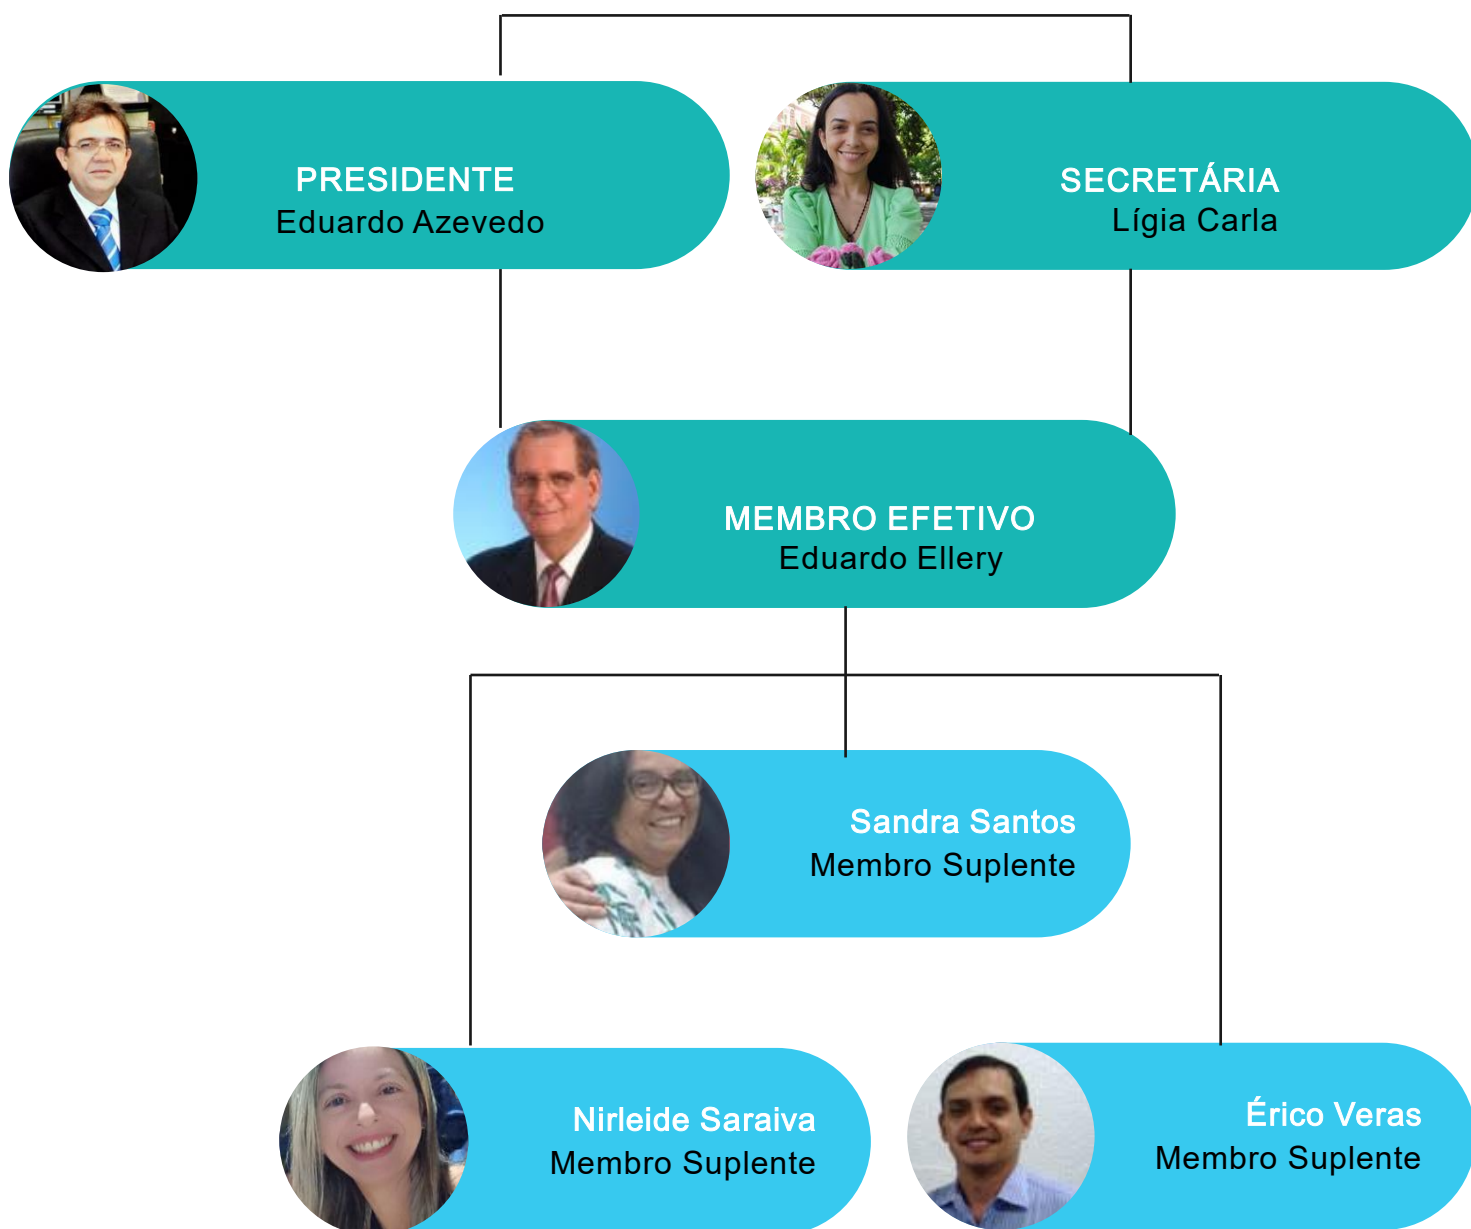 PRESIDENTE
Eduardo Azevedo
SECRETÁRIA
Lígia Carla
MEMBRO EFETIVO
Eduardo Ellery
Sandra Santos
Membro Suplente
Nirleide Saraiva
Membro Suplente
Érico Veras
Membro Suplente